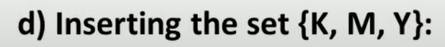 d) Inserting the set {K, M, Y}: